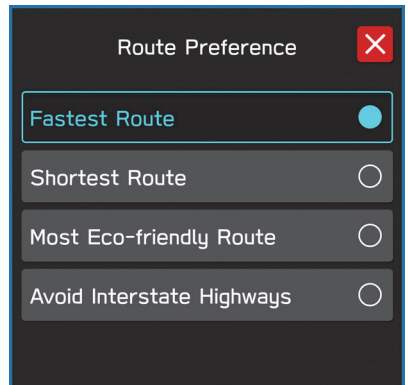 Route Preference
Fastest Route
Shortest Route
Most Eco-friendly Route
Avoid Interstate Highways